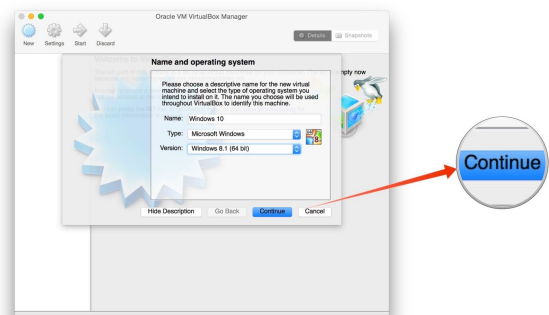 Oracle VM VirtualBox Manager
New
Settings
Start
Discard
Details
Snapshots
Name and operating system
mpty now
Please choose a descriptive name for the new virtual
machine and select the type of operating system you
intend to install on it. The name you choose will be used
throughout VirtualBox to identify this machine.
Name: Windows 10
Type: Microsoft Windows
Version: Windows 8.1 (64 bit)
Hide Description
Go Back
Continue
Cancel
Continue